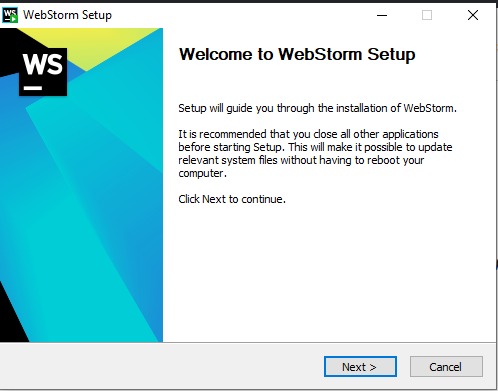 WebStorm Setup
WS
Welcome to WebStorm Setup
Setup will guide you through the installation of WebStorm.
It is recommended that you close all other applications
before starting Setup. This will make it possible to update
relevant system files without having to reboot your
computer.
Click Next to continue.
Next >
Cancel